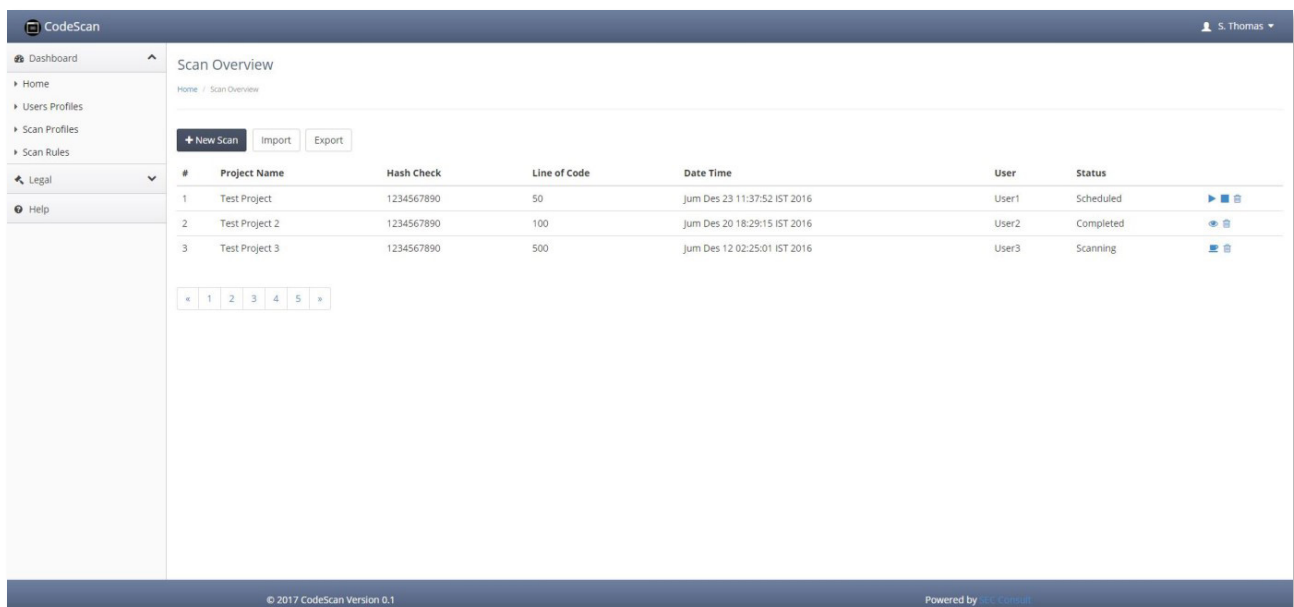 CodeScan
S. Thomas
Dashboard
Home
Users Profiles
Scan Profiles
Scan Rules
Legal
Help
Scan Overview
Home / Scan Overview
+ New Scan Import Export
# Project Name Hash Check Line of Code Date Time User Status
1 Test Project 1234567890 50 Jum Des 23 11:37:52 IST 2016 User1 Scheduled
2 Test Project 2 1234567890 100 Jum Des 20 18:29:15 IST 2016 User2 Completed
3 Test Project 3 1234567890 500 Jum Des 12 02:25:01 IST 2016 User3 Scanning
« 1 2 3 4 5 »
© 2017 CodeScan Version 0.1
Powered by SEC Consult